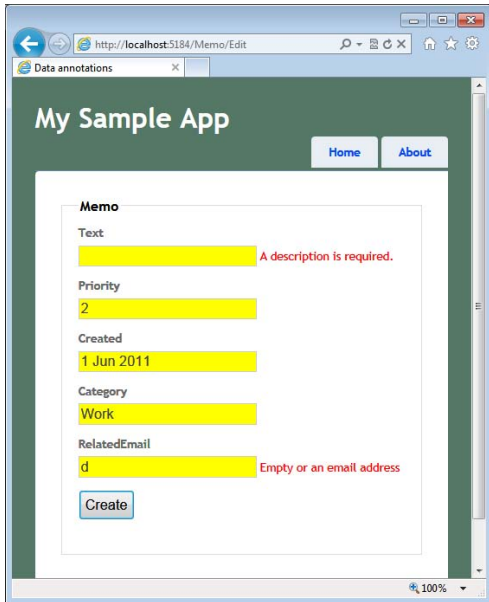 http://localhost:5184/Memo/Edit
Data annotations
My Sample App
Home About
Memo
Text
A description is required.
Priority
2
Created
1 Jun 2011
Category
Work
RelatedEmail
d Empty or an email address
Create
100%